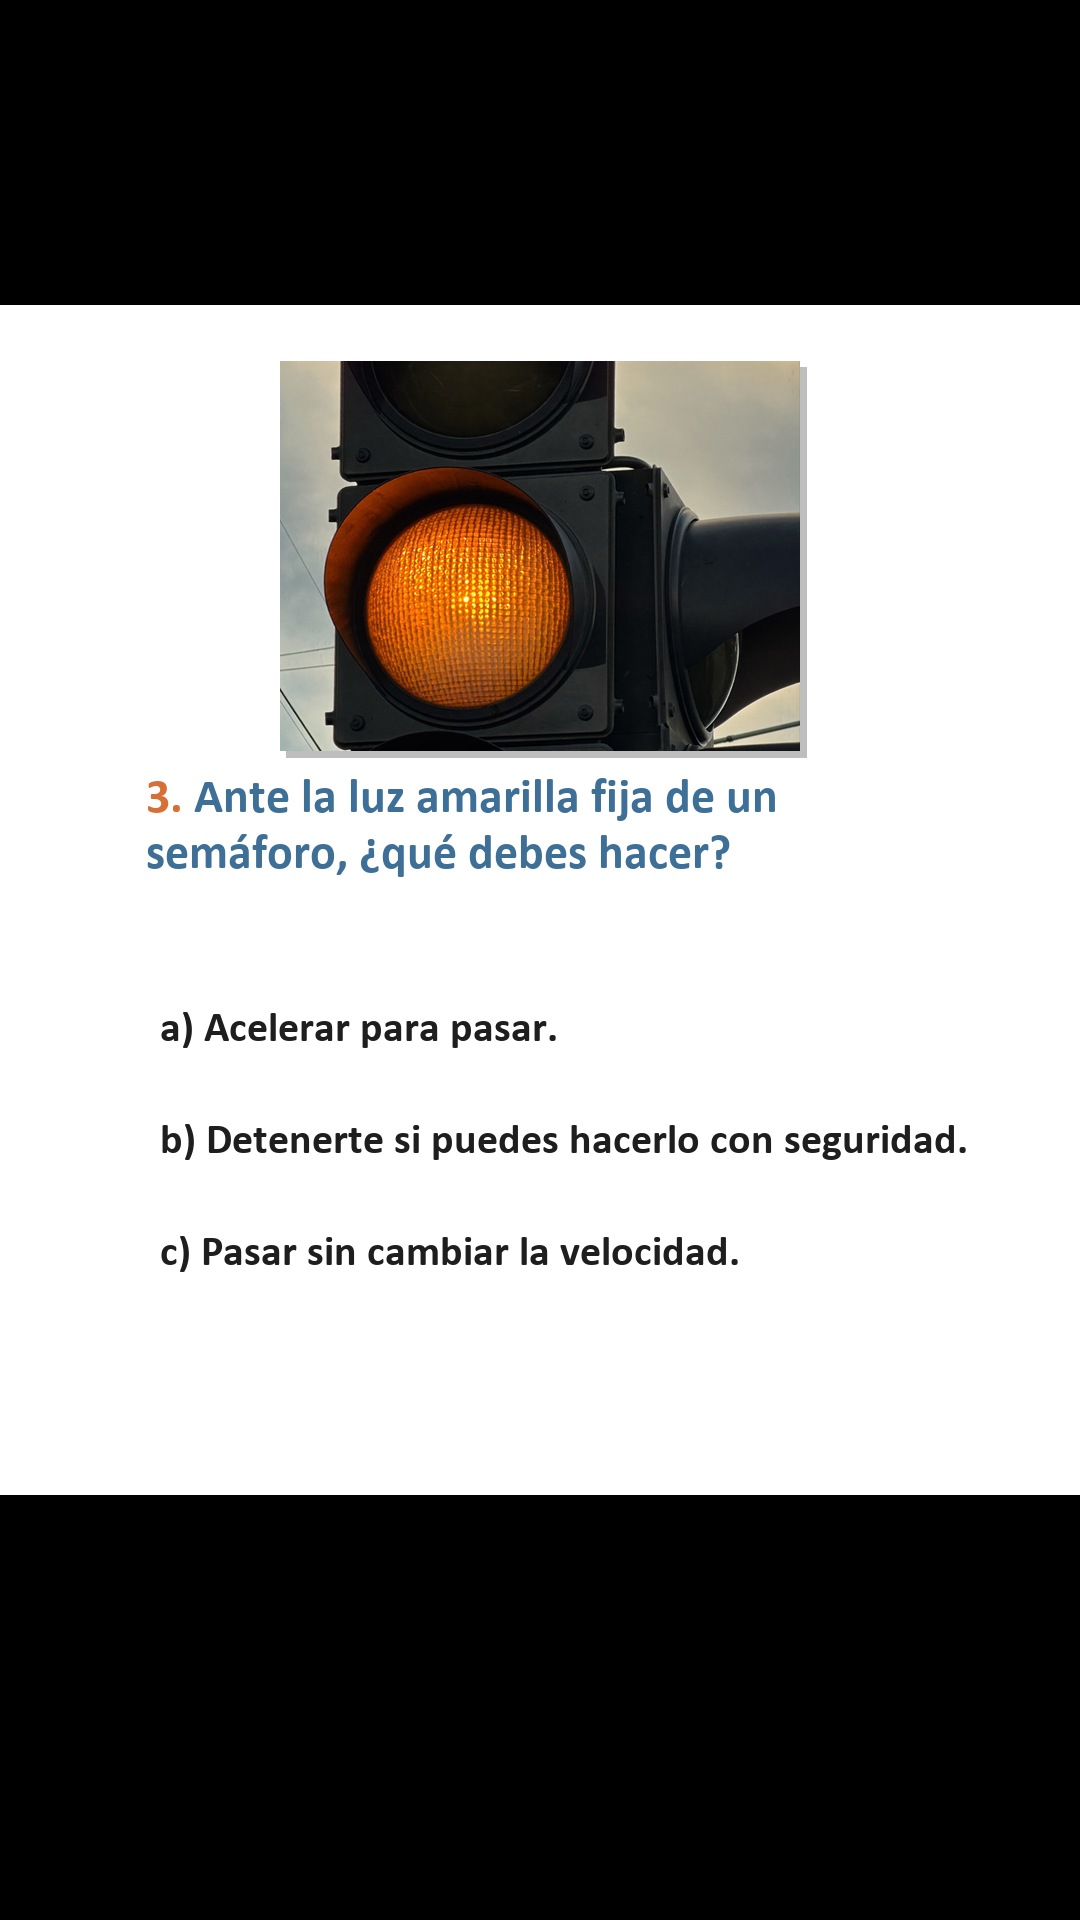 3. Ante la luz amarilla fija de un
semáforo, ¿qué debes hacer?
a) Acelerar para pasar.
b) Detenerte si puedes hacerlo con seguridad.
c) Pasar sin cambiar la velocidad.